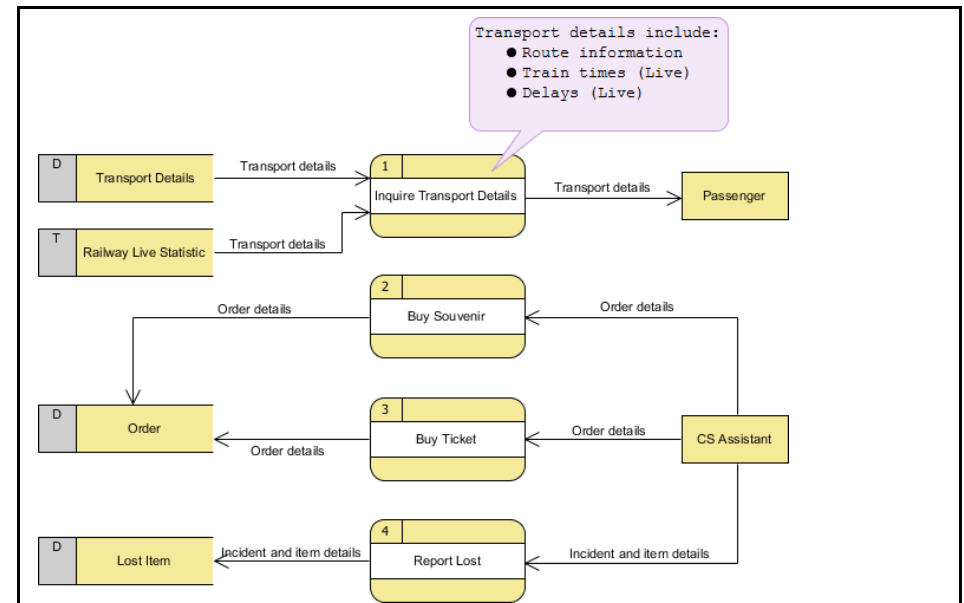 Transport details include:
● Route information
● Train times (Live)
● Delays (Live)
D
Transport Details
Transport details
1
Inquire Transport Details
Transport details
Passenger
T
Railway Live Statistic
Transport details
2
Buy Souvenir
Order details
Order details
D
Order
Order details
3
Buy Ticket
Order details
CS Assistant
D
Lost Item
Incident and item details
4
Report Lost
Incident and item details